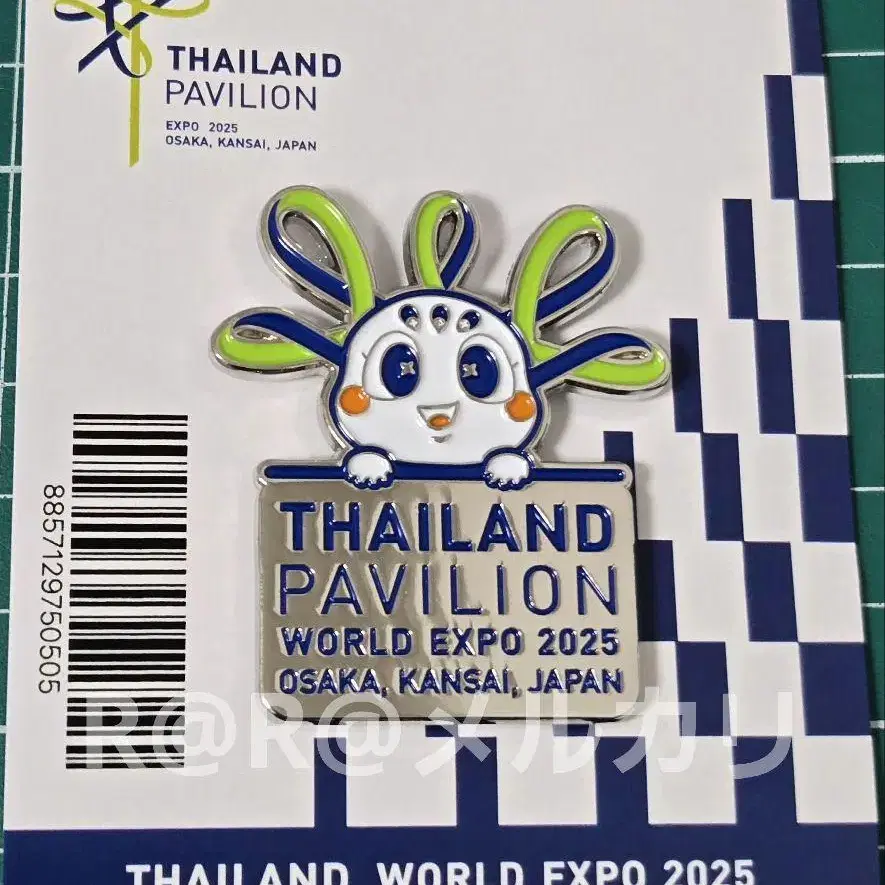 THAILAND
PAVILION
EXPO 2025
OSAKA, KANSAI, JAPAN
THAILAND
PAVILION
WORLD EXPO 2025
OSAKA, KANSAI, JAPAN
8857129750505
R@R@メルカリ
THAILAND WORLD EXPO 2025